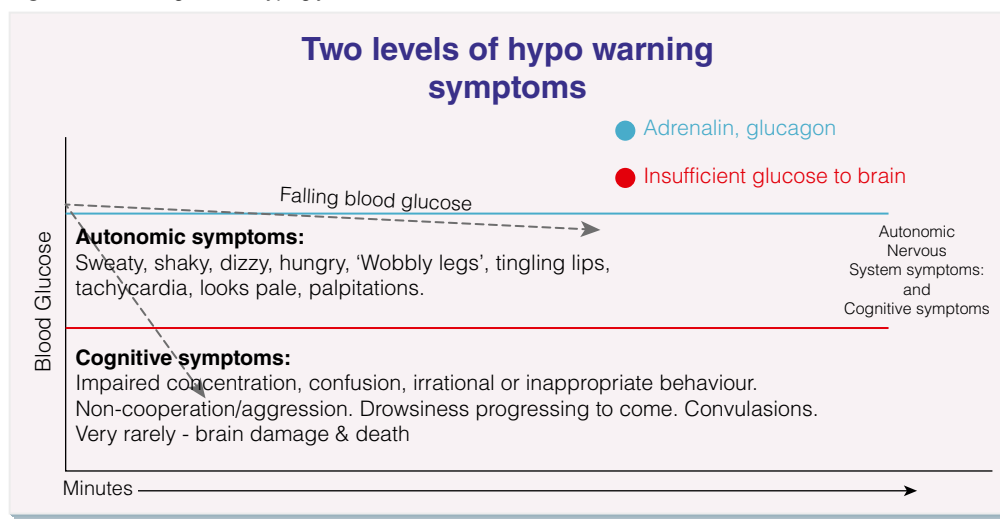 Two levels of hypo warning
symptoms
Adrenalin, glucagon
Insufficient glucose to brain
Falling blood glucose
Blood Glucose
Autonomic symptoms:
Sweaty, shaky, dizzy, hungry, ‘Wobbly legs’, tingling lips,
tachycardia, looks pale, palpitations.
Autonomic
Nervous
System symptoms:
and
Cognitive symptoms
Cognitive symptoms:
Impaired concentration, confusion, irrational or inappropriate behaviour.
Non-cooperation/aggression. Drowsiness progressing to come. Convulasions.
Very rarely - brain damage & death
Minutes